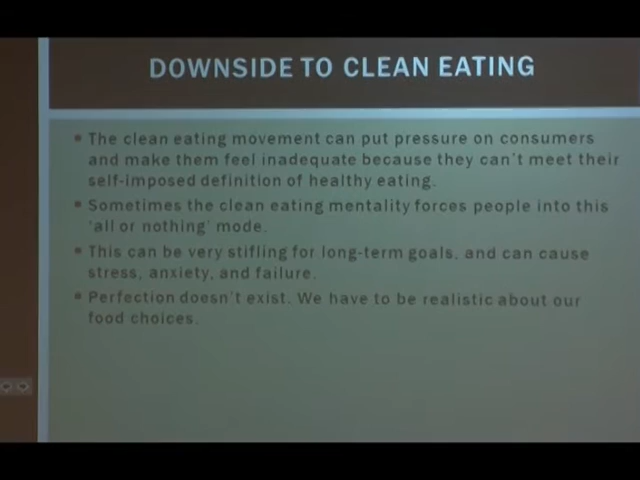 DOWNSIDE TO CLEAN EATING
▪ The clean eating movement can put pressure on consumers
and make them feel inadequate because they can't meet their
self-imposed definition of healthy eating.
▪ Sometimes the clean eating mentality forces people into this
'all or nothing' mode.
▪ This can be very stifling for long-term goals, and can cause
stress, anxiety, and failure.
▪ Perfection doesn't exist. We have to be realistic about our
food choices.